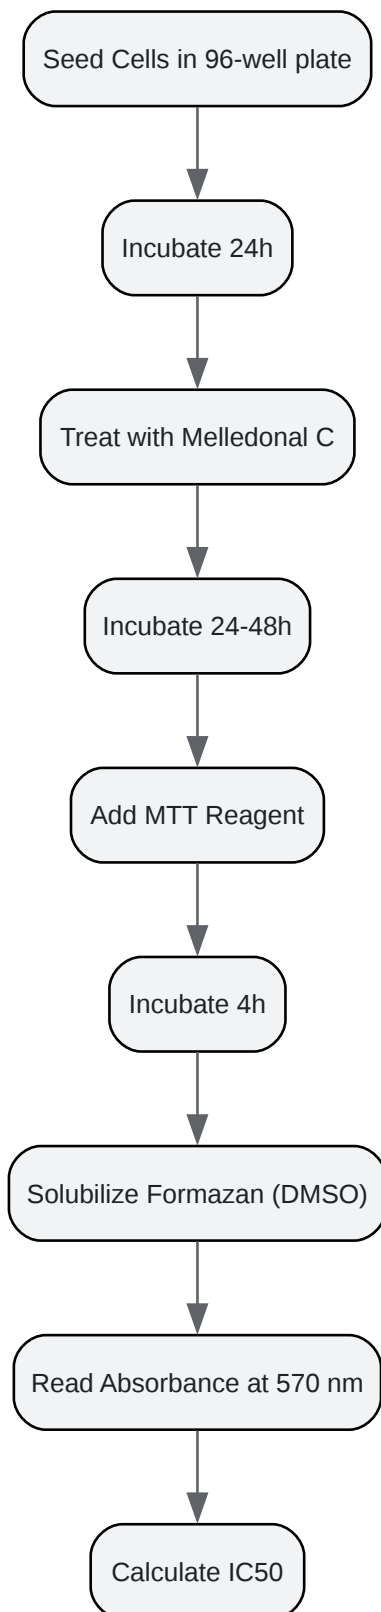 Seed Cells in 96-well plate
Incubate 24h
Treat with Melledonal C
Incubate 24-48h
Add MTT Reagent
Incubate 4h
Solubilize Formazan (DMSO)
Read Absorbance at 570 nm
Calculate IC50